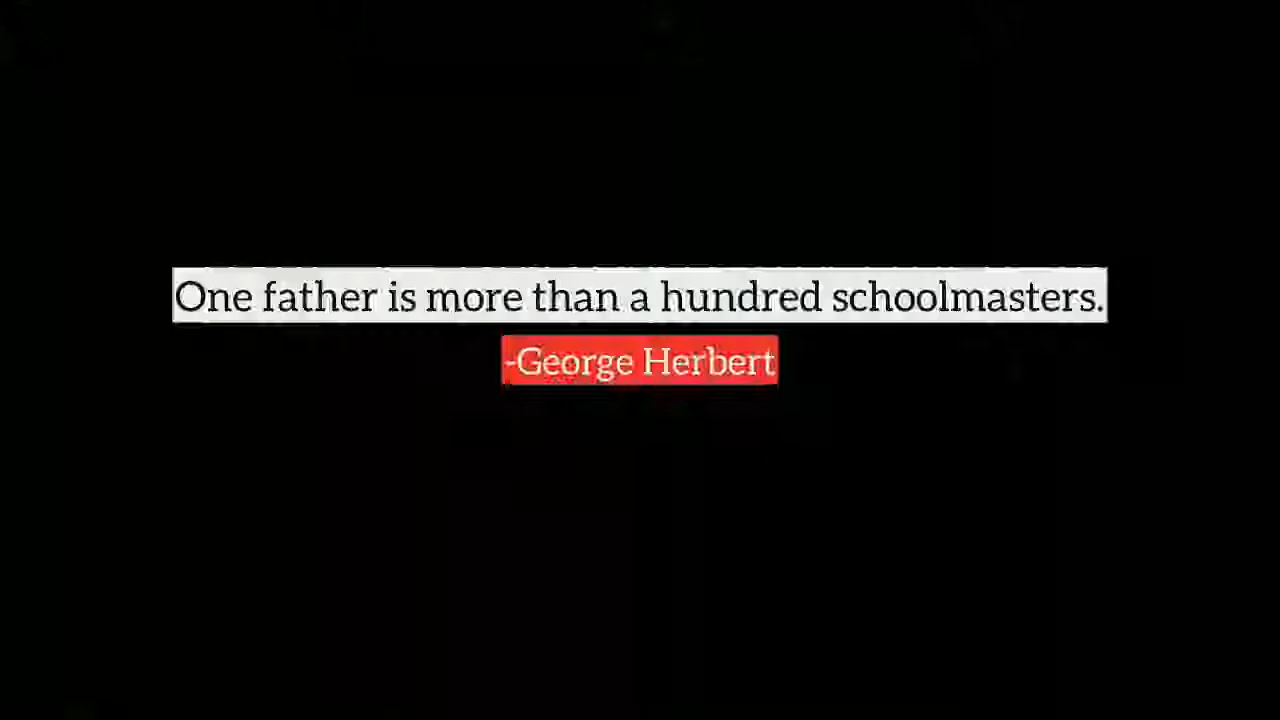 One father is more than a hundred schoolmasters.
-George Herbert